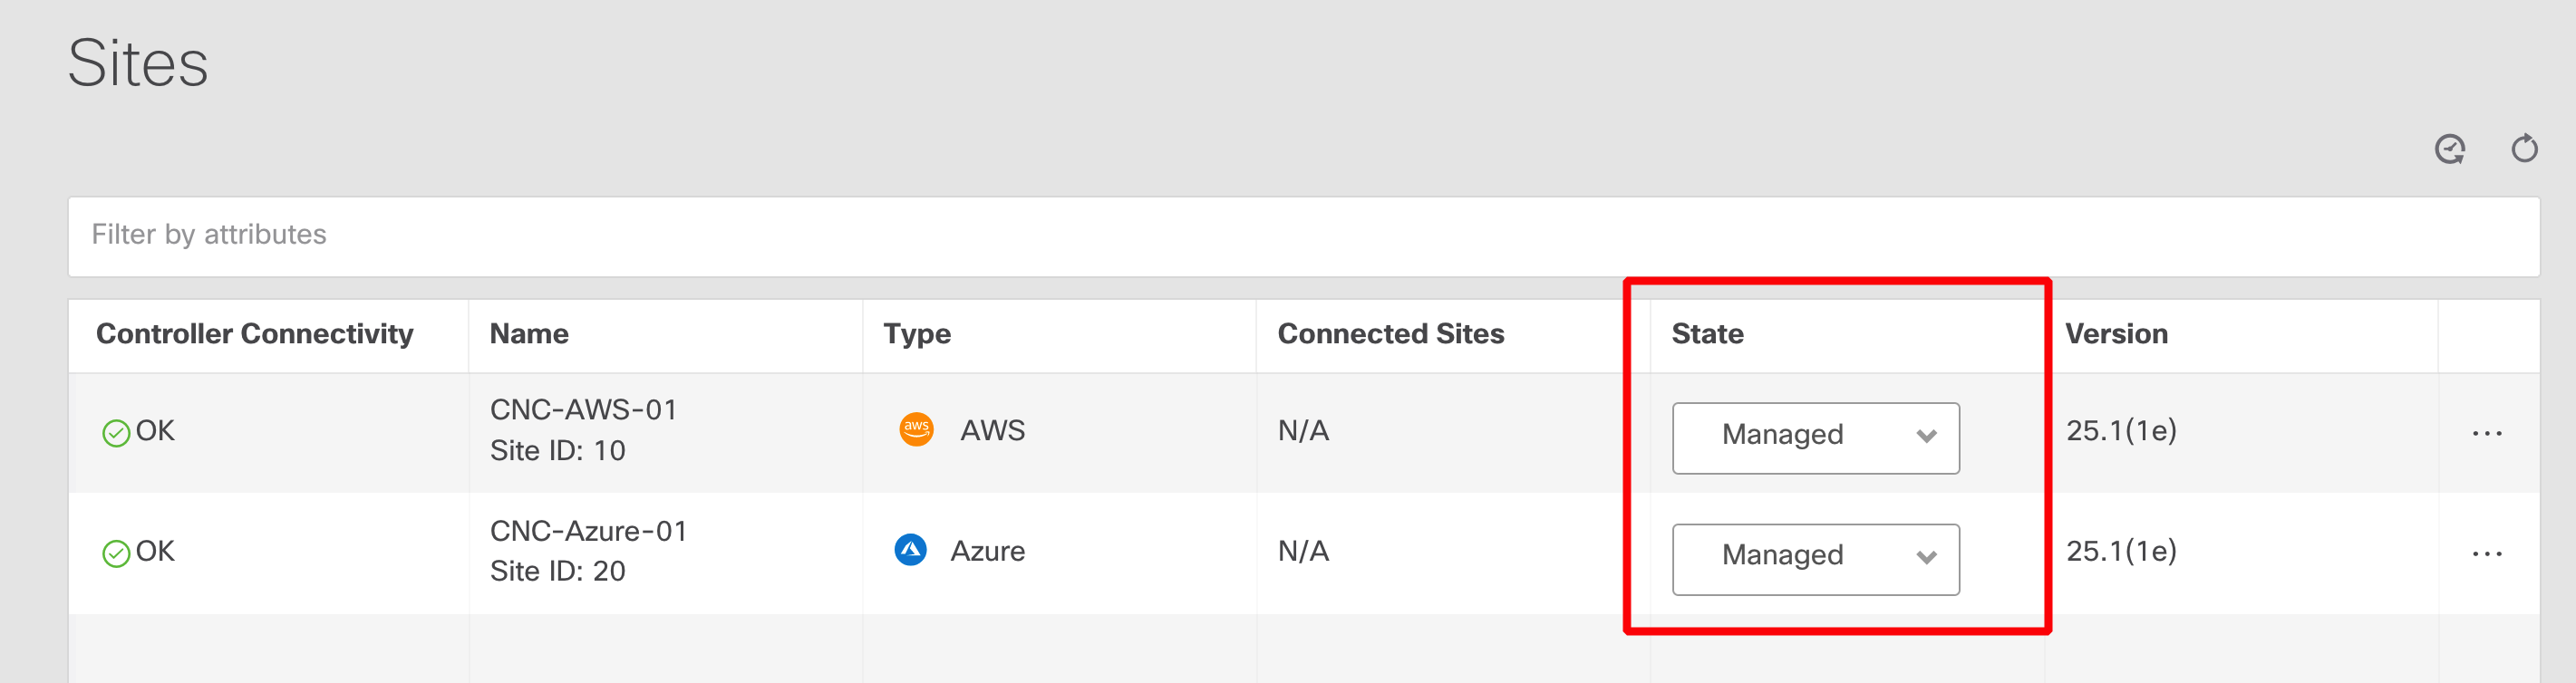 Sites
Filter by attributes
Controller Connectivity Name Type Connected Sites State Version
OK CNC-AWS-01 aws AWS N/A Managed 25.1(1e) ...
Site ID: 10
OK CNC-Azure-01 Azure N/A Managed 25.1(1e) ...
Site ID: 20